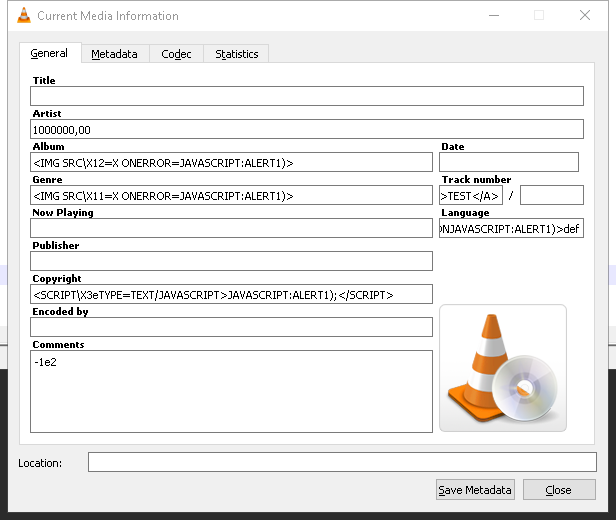 Current Media Information
General Metadata Codec Statistics
Title
Artist
1000000,00
Album Date
<IMG SRC\X12=X ONERROR=JAVASCRIPT:ALERT1)>
Genre Track number
<IMG SRC\X11=X ONERROR=JAVASCRIPT:ALERT1)> >TEST</A> /
Now Playing Language
ONJAVASCRIPT:ALERT1)>def
Publisher
Copyright
<SCRIPT\X3eTYPE=TEXT/JAVASCRIPT>JAVASCRIPT:ALERT1);</SCRIPT>
Encoded by
Comments
-1e2
Location:
Save Metadata Close